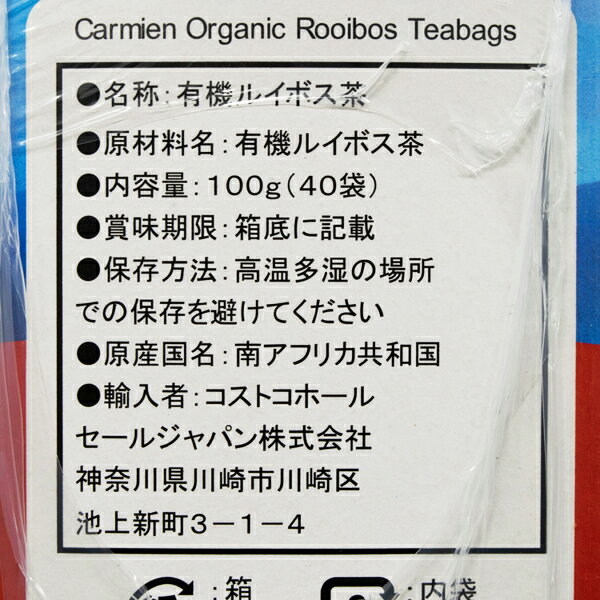 Carmien Organic Rooibos Teabags
●名称：有機ルイボス茶
●原材料名：有機ルイボス茶
●内容量：100g（40袋）
●賞味期限：箱底に記載
●保存方法：高温多湿の場所
での保存を避けてください
●原産国名：南アフリカ共和国
●輸入者：コストコホール
セールジャパン株式会社
神奈川県川崎市川崎区
池上新町3－1－4
：箱 ：内袋